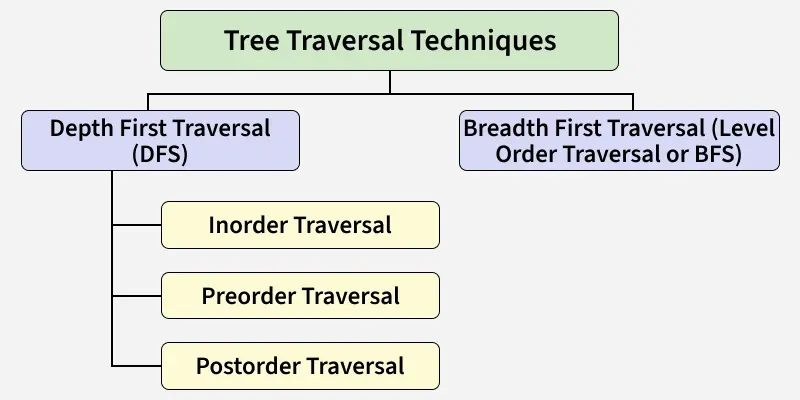 Tree Traversal Techniques
Depth First Traversal
(DFS)
Breadth First Traversal (Level
Order Traversal or BFS)
Inorder Traversal
Preorder Traversal
Postorder Traversal